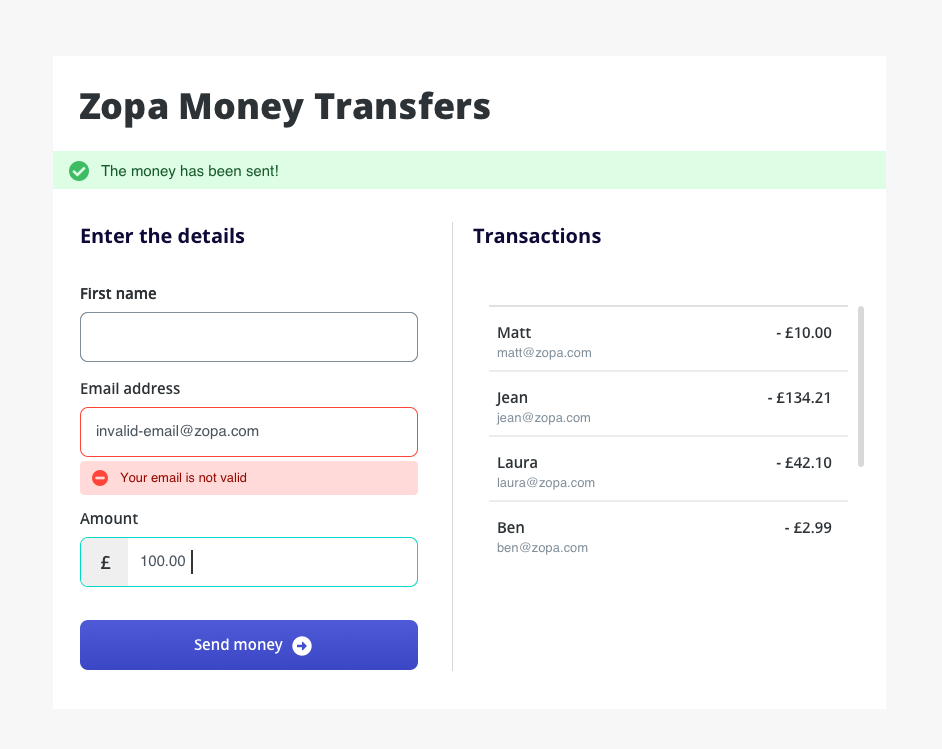 Zopa Money Transfers
The money has been sent!
Enter the details
First name
Email address
invalid-email@zopa.com
Your email is not valid
Amount
£ 100.00
Send money
Transactions
Matt - £10.00
matt@zopa.com
Jean - £134.21
jean@zopa.com
Laura - £42.10
laura@zopa.com
Ben - £2.99
ben@zopa.com